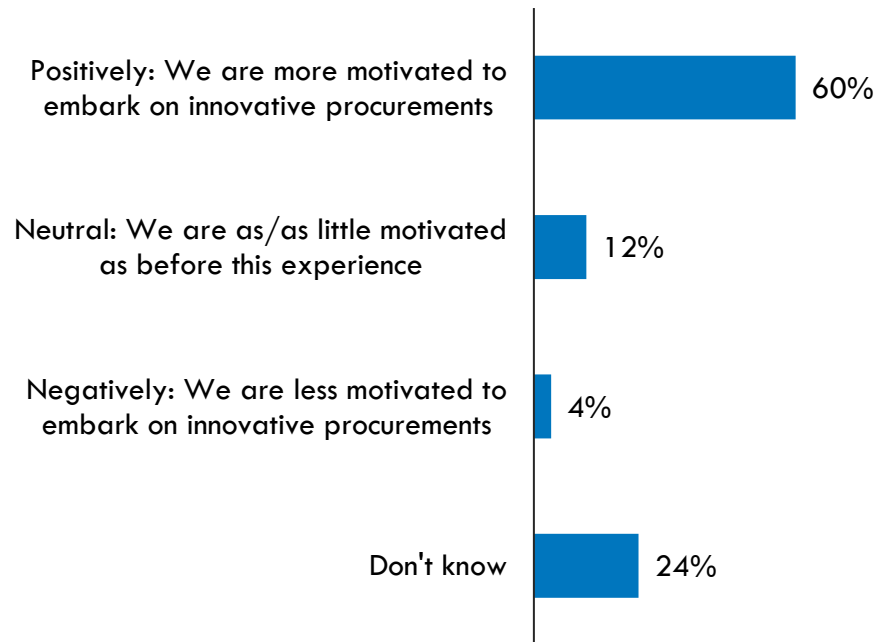 Positively: We are more motivated to
embark on innovative procurements
60%
Neutral: We are as/as little motivated
as before this experience
12%
Negatively: We are less motivated to
embark on innovative procurements
4%
Don't know
24%